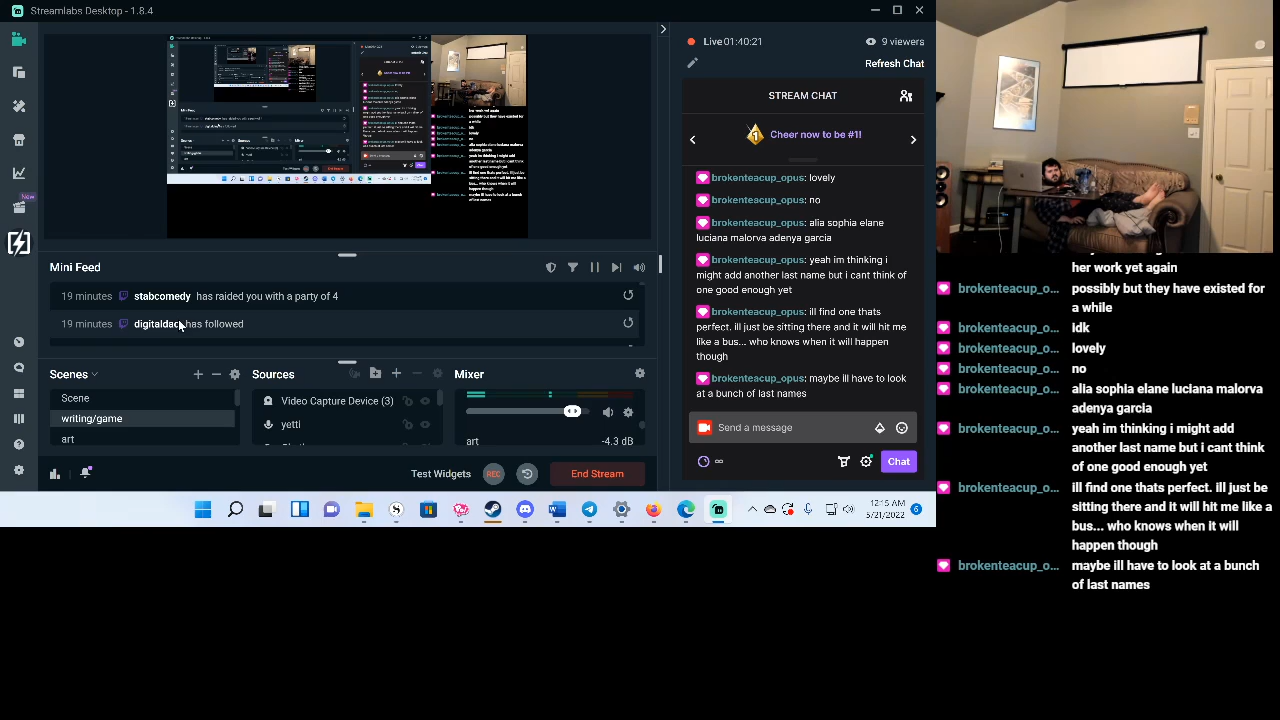 Streamlabs Desktop - 1.8.4
Live 01:40:21
9 viewers
Refresh Chat
STREAM CHAT
Cheer now to be #1!
brokenteacup_opus: lovely
brokenteacup_opus: no
brokenteacup_opus: alia sophia elane
luciana malorva adenya garcia
brokenteacup_opus: yeah im thinking i
might add another last name but i cant think of
one good enough yet
brokenteacup_opus: ill find one thats
perfect. ill just be sitting there and it will hit me
like a bus... who knows when it will happen
though
brokenteacup_opus: maybe ill have to look
at a bunch of last names
Send a message
∞
Chat
New
Mini Feed
19 minutes stabcomedy has raided you with a party of 4
19 minutes digitaldac has followed
Scenes
Scene
writing/game
art
Sources
Video Capture Device (3)
yetti
Mixer
art -4.3 dB
Test Widgets
REC
End Stream
12:15 AM
5/21/2022
6
her work yet again
brokenteacup_o... possibly but they have existed for
a while
brokenteacup_o... idk
brokenteacup_o... lovely
brokenteacup_o... no
brokenteacup_o... alia sophia elane luciana malorva
adenya garcia
brokenteacup_o... yeah im thinking i might add
another last name but i cant think
of one good enough yet
brokenteacup_o... ill find one thats perfect. ill just be
sitting there and it will hit me like a
bus... who knows when it will
happen though
brokenteacup_o... maybe ill have to look at a bunch
of last names